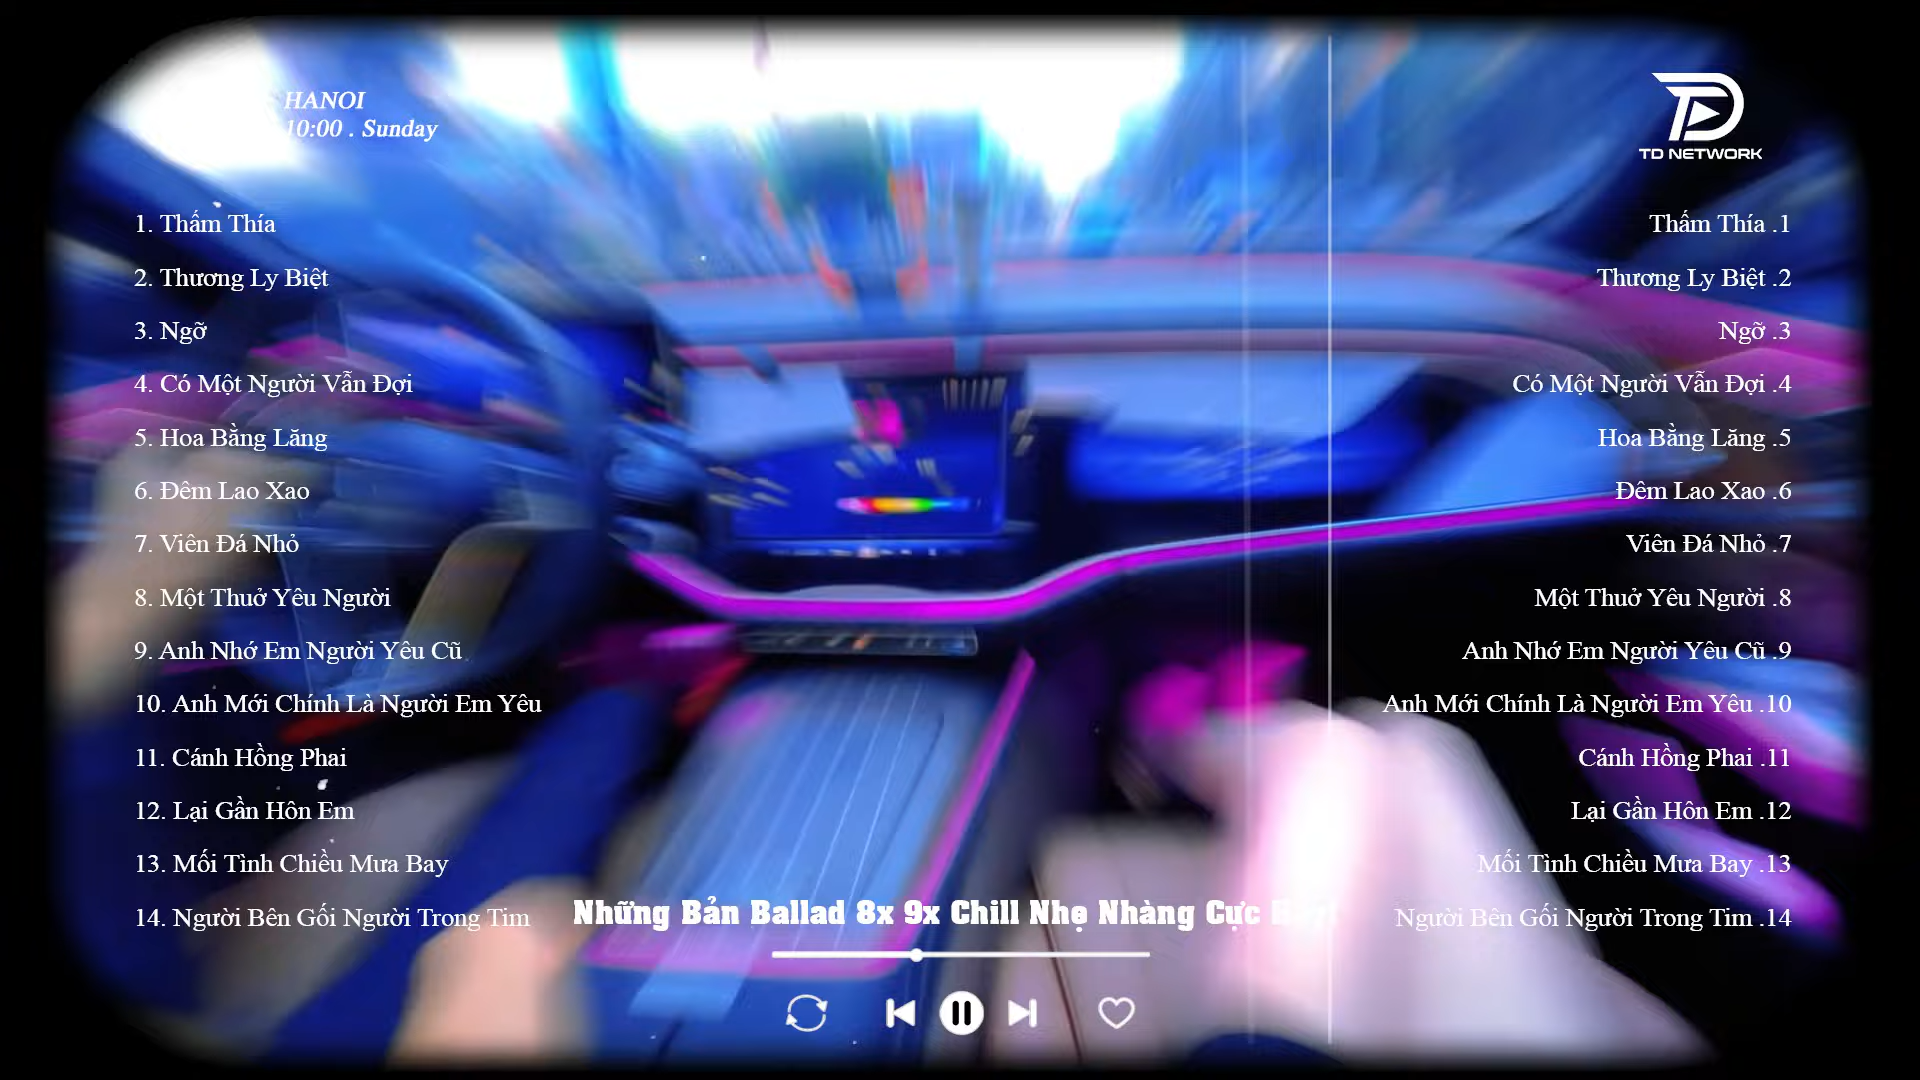 HANOI
10:00 . Sunday
TD NETWORK
1. Thấm Thía
2. Thương Ly Biệt
3. Ngỡ
4. Có Một Người Vẫn Đợi
5. Hoa Bằng Lăng
6. Đêm Lao Xao
7. Viên Đá Nhỏ
8. Một Thuở Yêu Người
9. Anh Nhớ Em Người Yêu Cũ
10. Anh Mới Chính Là Người Em Yêu
11. Cánh Hồng Phai
12. Lại Gần Hôn Em
13. Mối Tình Chiều Mưa Bay
14. Người Bên Gối Người Trong Tim
Thấm Thía .1
Thương Ly Biệt .2
Ngỡ .3
Có Một Người Vẫn Đợi .4
Hoa Bằng Lăng .5
Đêm Lao Xao .6
Viên Đá Nhỏ .7
Một Thuở Yêu Người .8
Anh Nhớ Em Người Yêu Cũ .9
Anh Mới Chính Là Người Em Yêu .10
Cánh Hồng Phai .11
Lại Gần Hôn Em .12
Mối Tình Chiều Mưa Bay .13
Người Bên Gối Người Trong Tim .14
Những Bản Ballad 8x 9x Chill Nhẹ Nhàng Cực